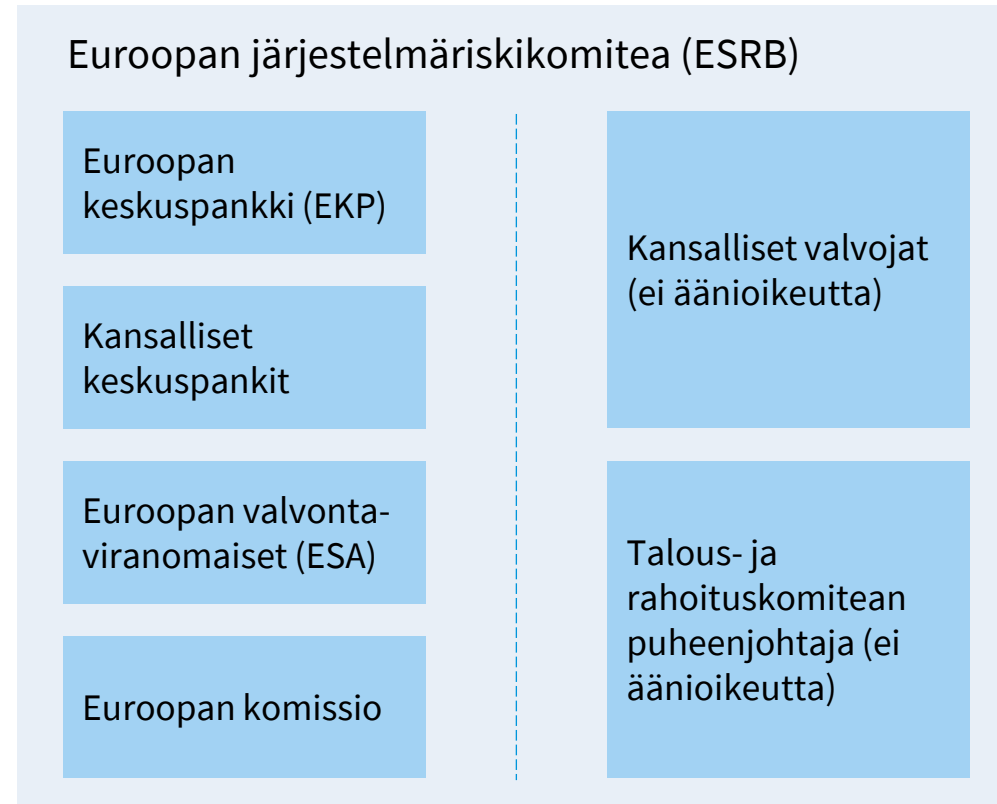 Euroopan järjestelmäriskikomitea (ESRB)
Euroopan
keskuspankki (EKP)
Kansalliset
keskuspankit
Euroopan valvonta-
viranomaiset (ESA)
Euroopan komissio
Kansalliset valvojat
(ei äänioikeutta)
Talous- ja
rahoituskomitean
puheenjohtaja (ei
äänioikeutta)